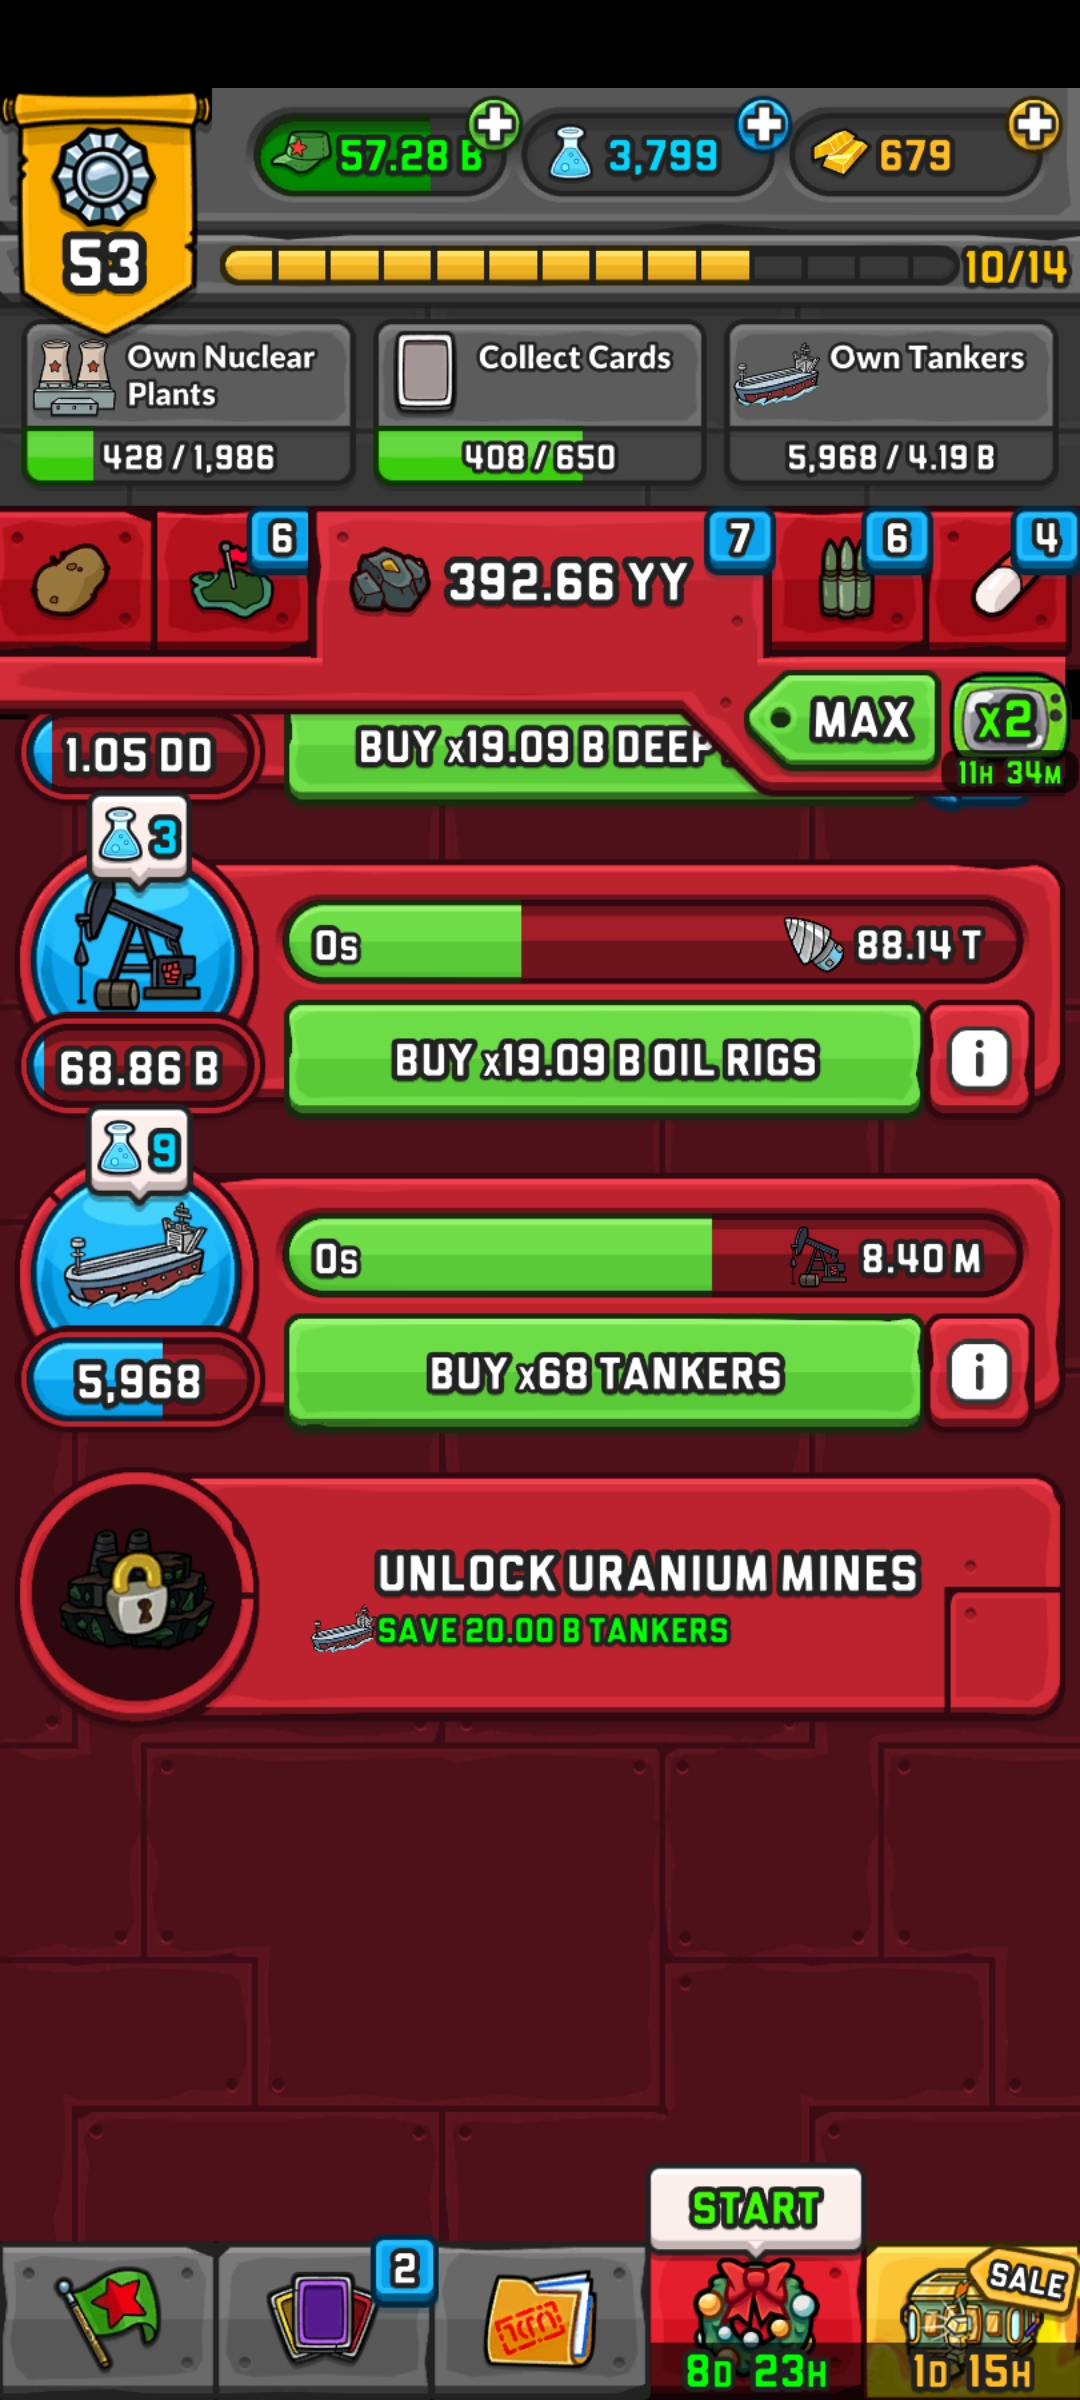 57.28 B
3,799
679
53
10/14
Own Nuclear
Plants
428 / 1,986
Collect Cards
408 / 650
Own Tankers
5,968 / 4.19 B
6
392.66 YY
7
6
4
MAX
x2
11H 34M
1.05 DD
BUY x19.09 B DEEP
3
0s
88.14 T
68.86 B
BUY x19.09 B OIL RIGS
i
9
0s
8.40 M
5,968
BUY x68 TANKERS
i
UNLOCK URANIUM MINES
SAVE 20.00 B TANKERS
START
2
SALE
8D 23H
1D 15H